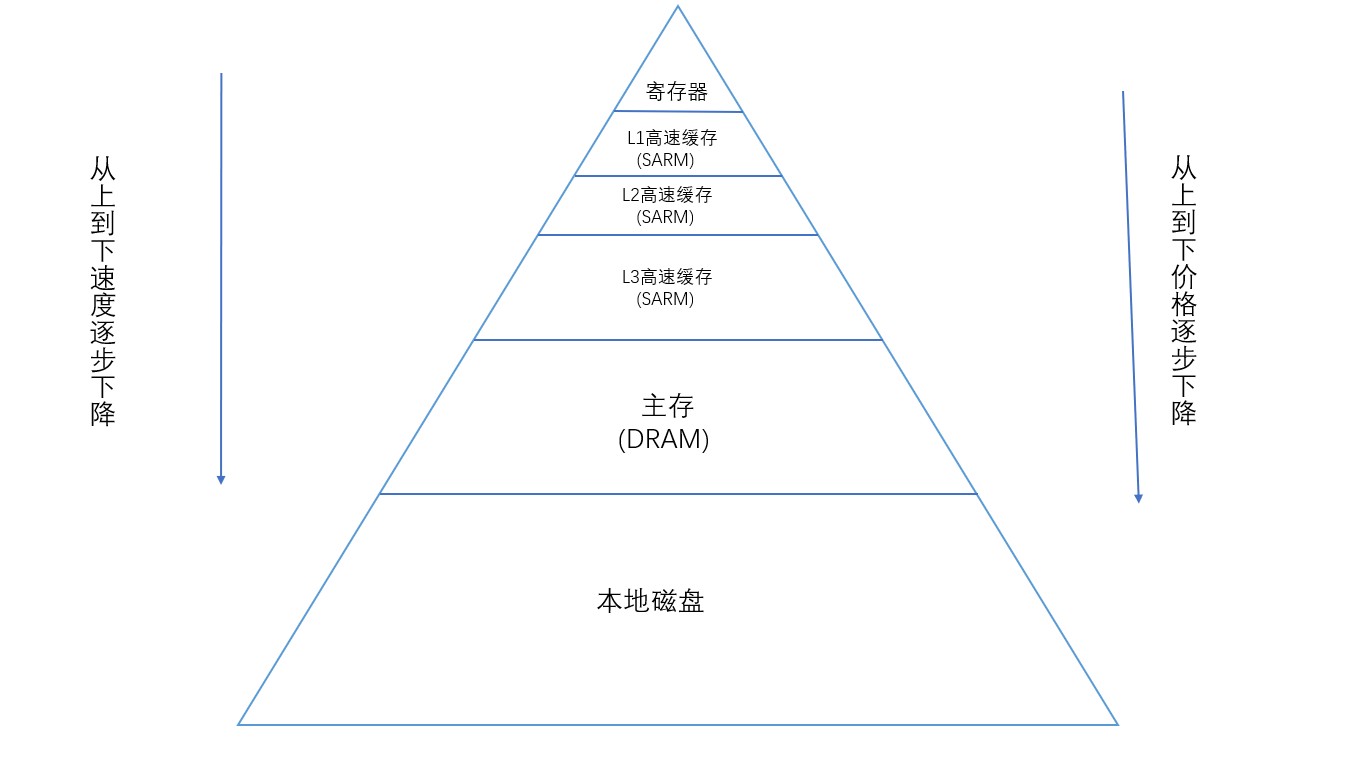 寄存器
L1高速缓存
(SARM)
L2高速缓存
(SARM)
L3高速缓存
(SARM)
主存
(DRAM)
本地磁盘
从上到下速度逐步下降
从上到下价格逐步下降